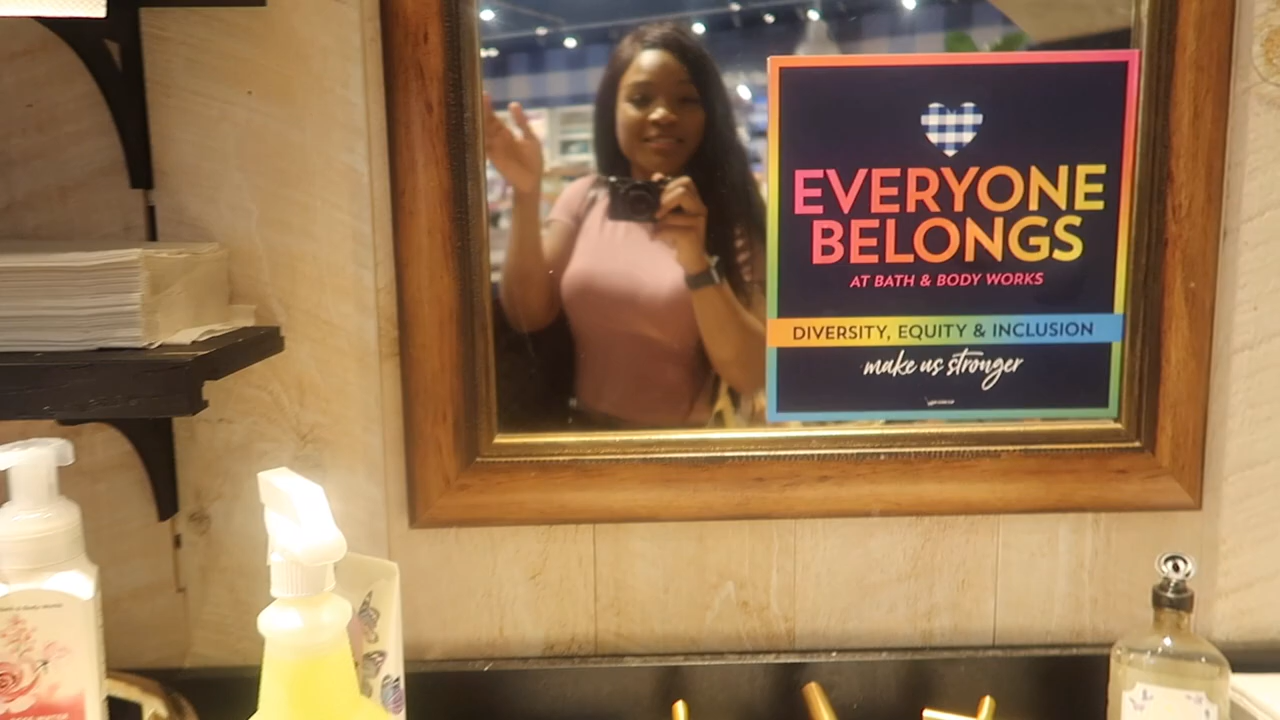 EVERYONE
BELONGS
AT BATH & BODY WORKS
DIVERSITY, EQUITY & INCLUSION
make us stronger